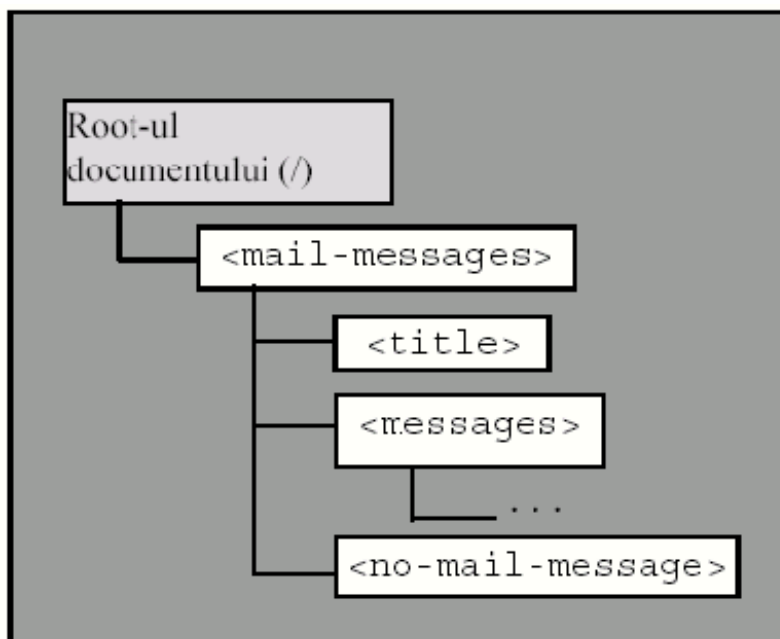 Root-ul
documentului (/)
<mail-messages>
<title>
<messages>
...
<no-mail-message>